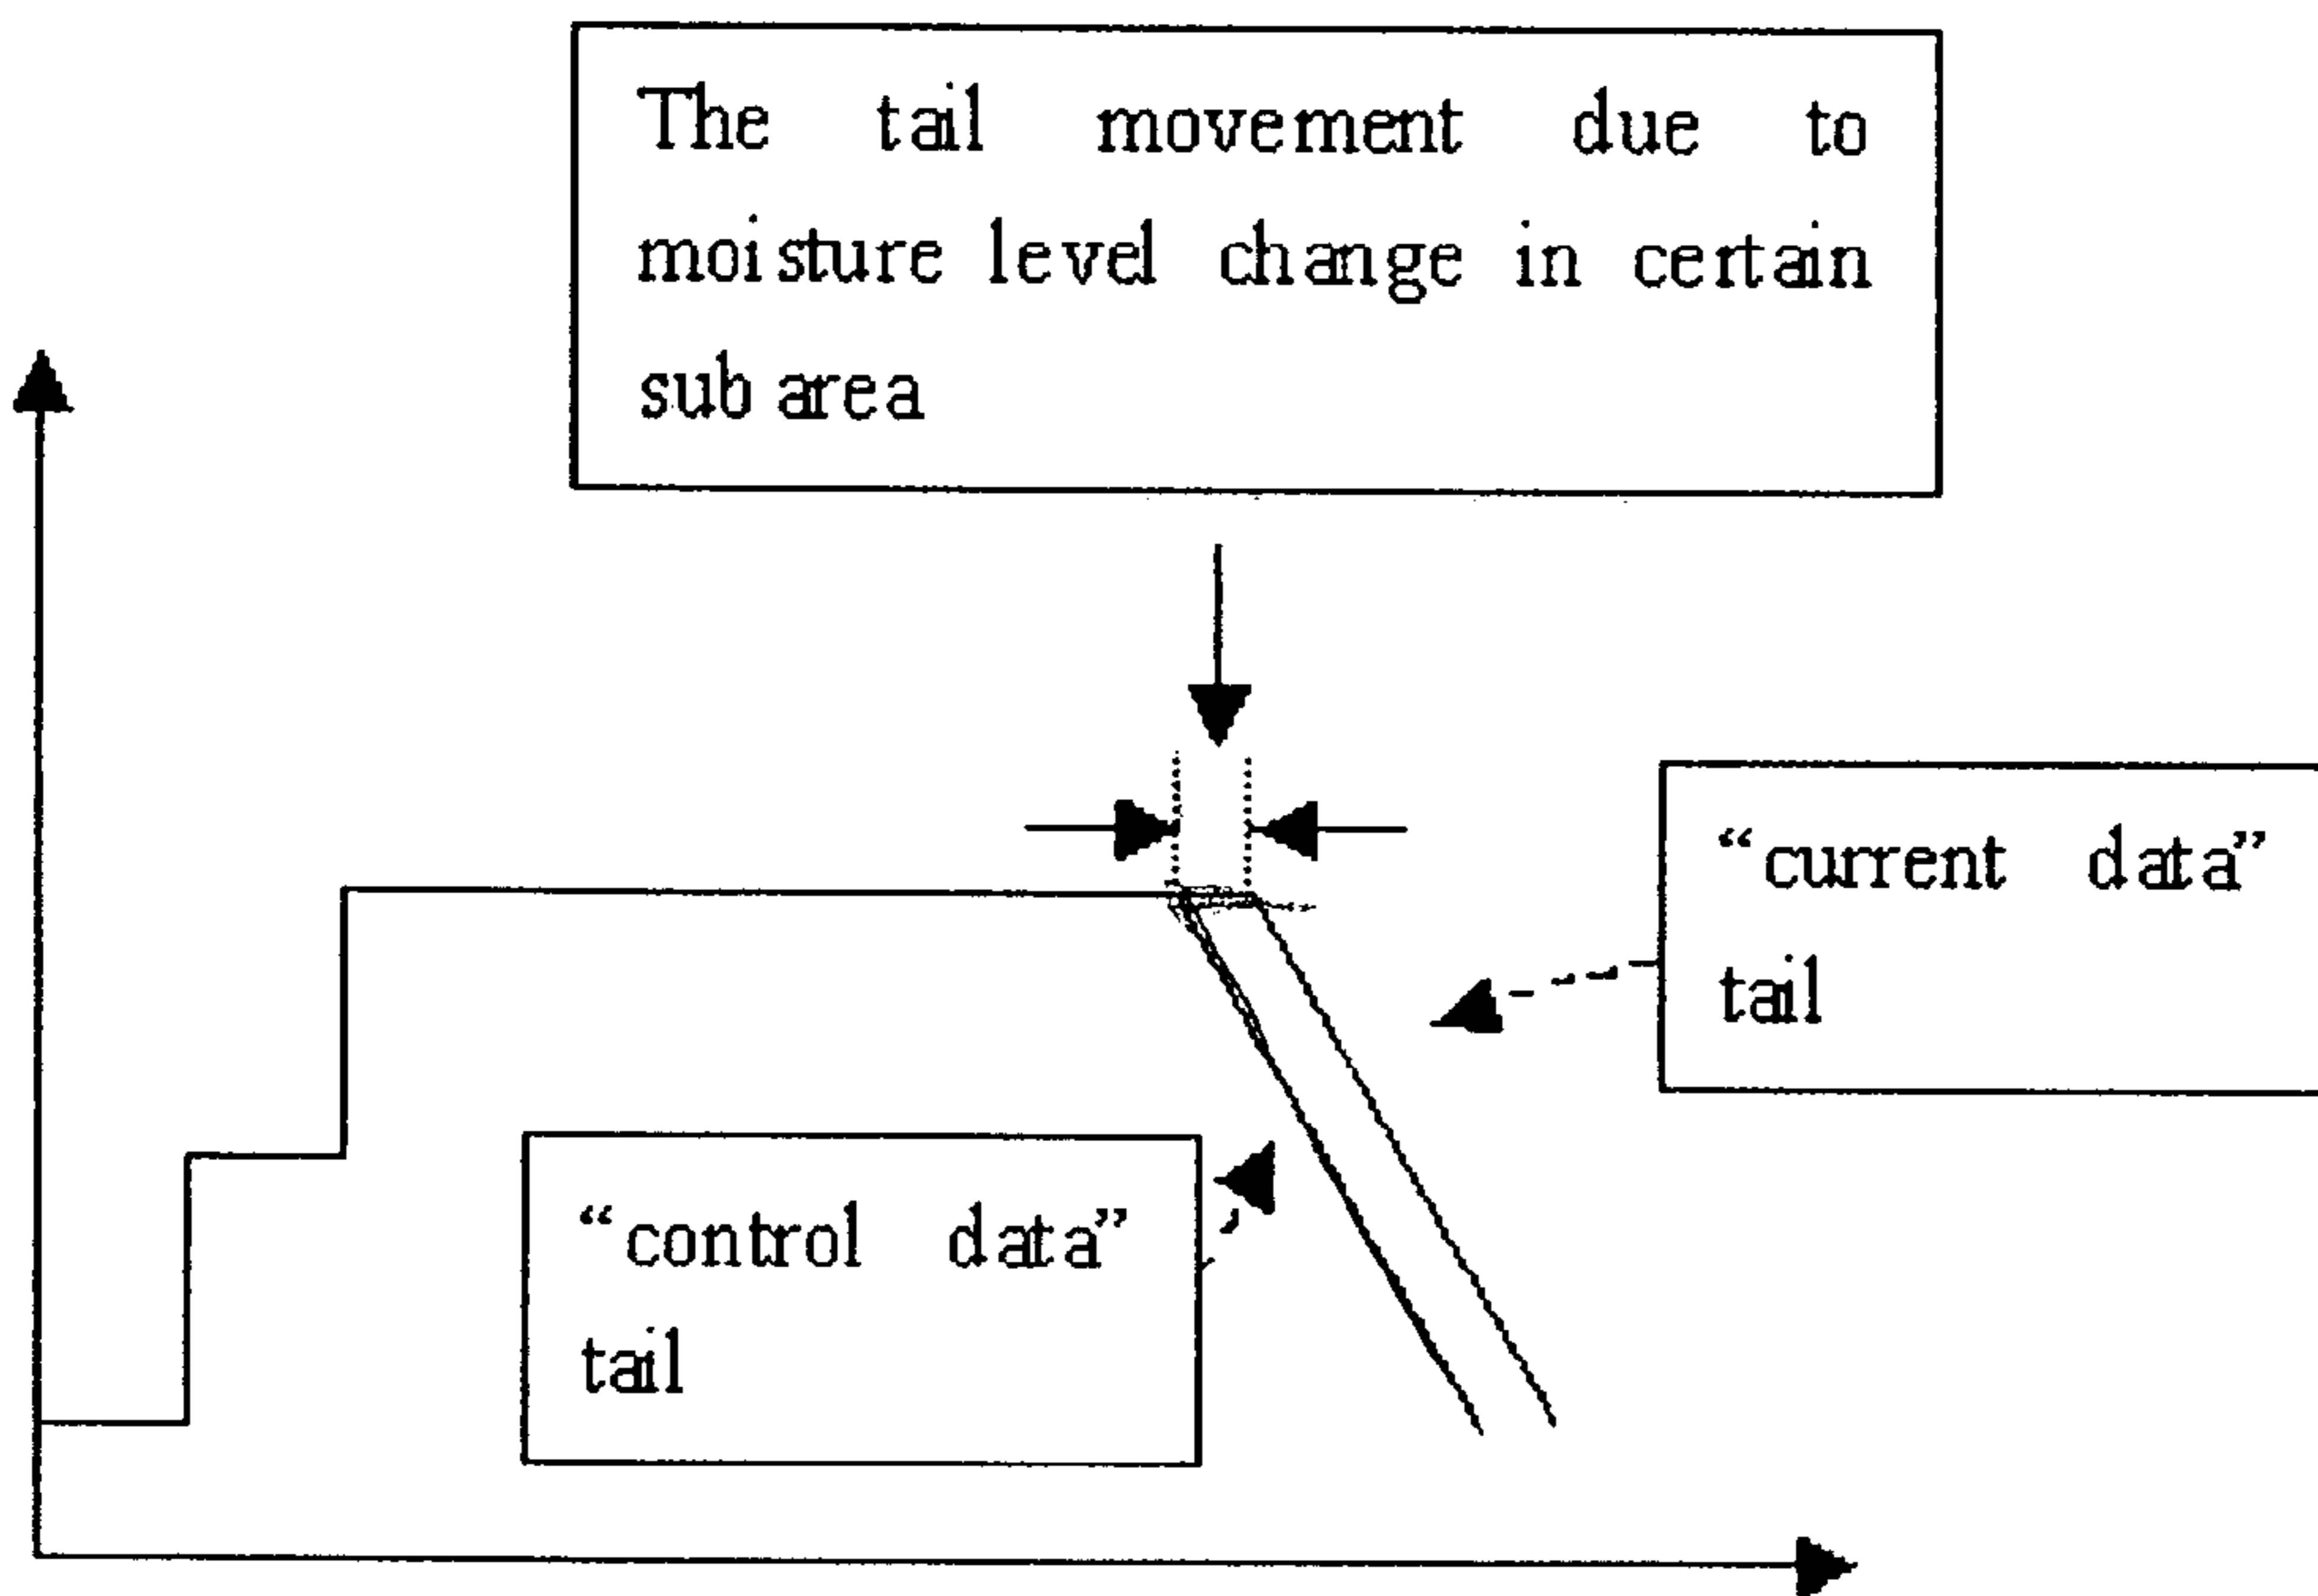 The tail movement due to
moisture level change in certain
sub area
“current data”
tail
“control data”
tail